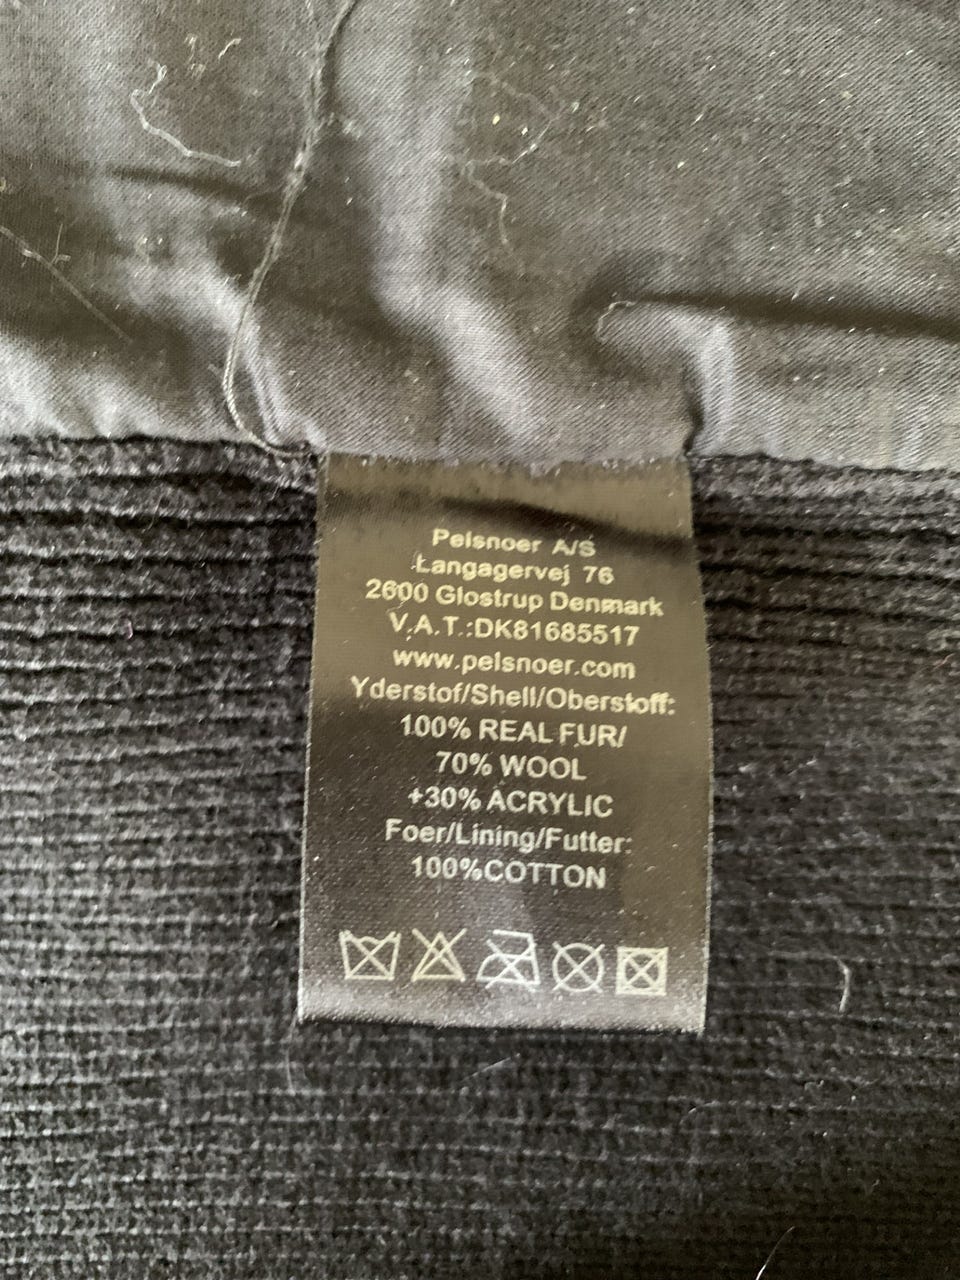 Pelsnoer A/S
Langagervej 76
2600 Glostrup Denmark
V.A.T.:DK81685517
www.pelsnoer.com
Yderstof/Shell/Oberstoff:
100% REAL FUR/
70% WOOL
+30% ACRYLIC
Foer/Lining/Futter:
100%COTTON